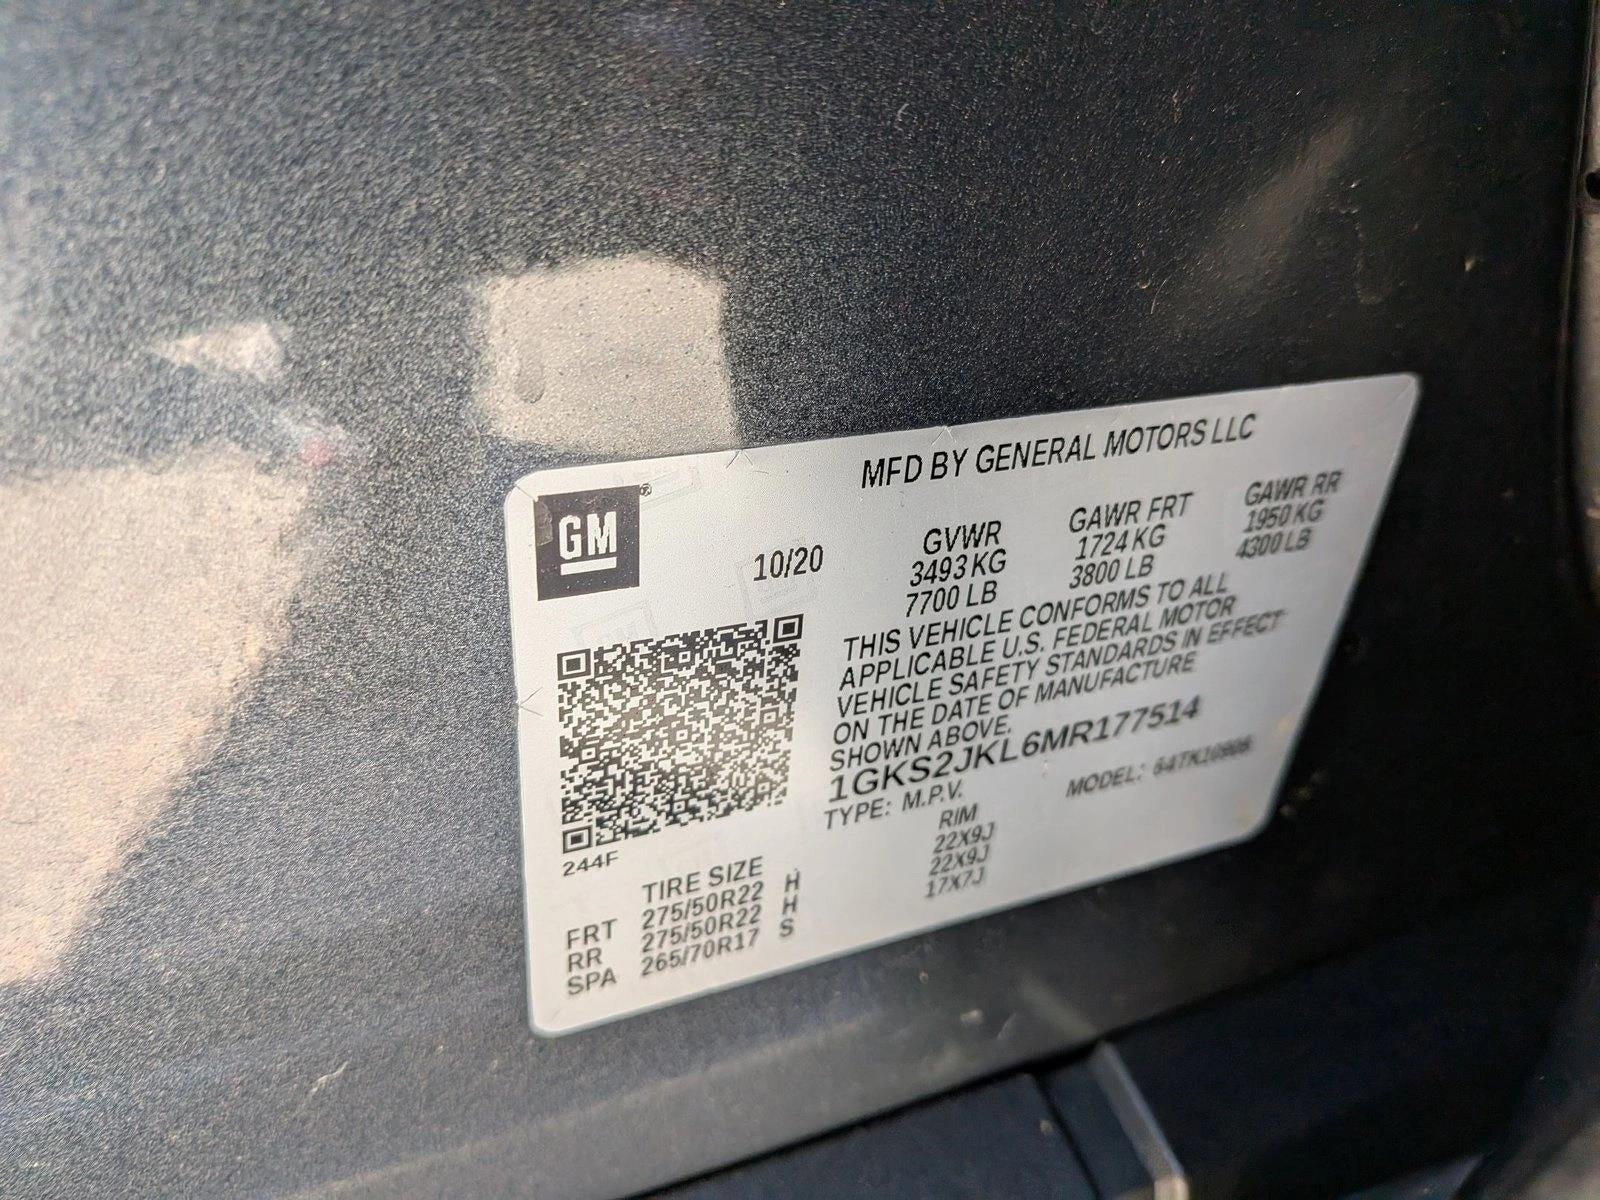 GM ®
MFD BY GENERAL MOTORS LLC
10/20
GVWR
3493 KG
7700 LB
GAWR FRT
1724 KG
3800 LB
GAWR RR
1950 KG
4300 LB
THIS VEHICLE CONFORMS TO ALL
APPLICABLE U.S. FEDERAL MOTOR
VEHICLE SAFETY STANDARDS IN EFFECT
ON THE DATE OF MANUFACTURE
SHOWN ABOVE.
1GKS2JKL6MR177514
TYPE: M.P.V. MODEL:
244F
TIRE SIZE RIM
FRT 275/50R22 H 22X9J
RR 275/50R22 H 22X9J
SPA 265/70R17 S 17X7J